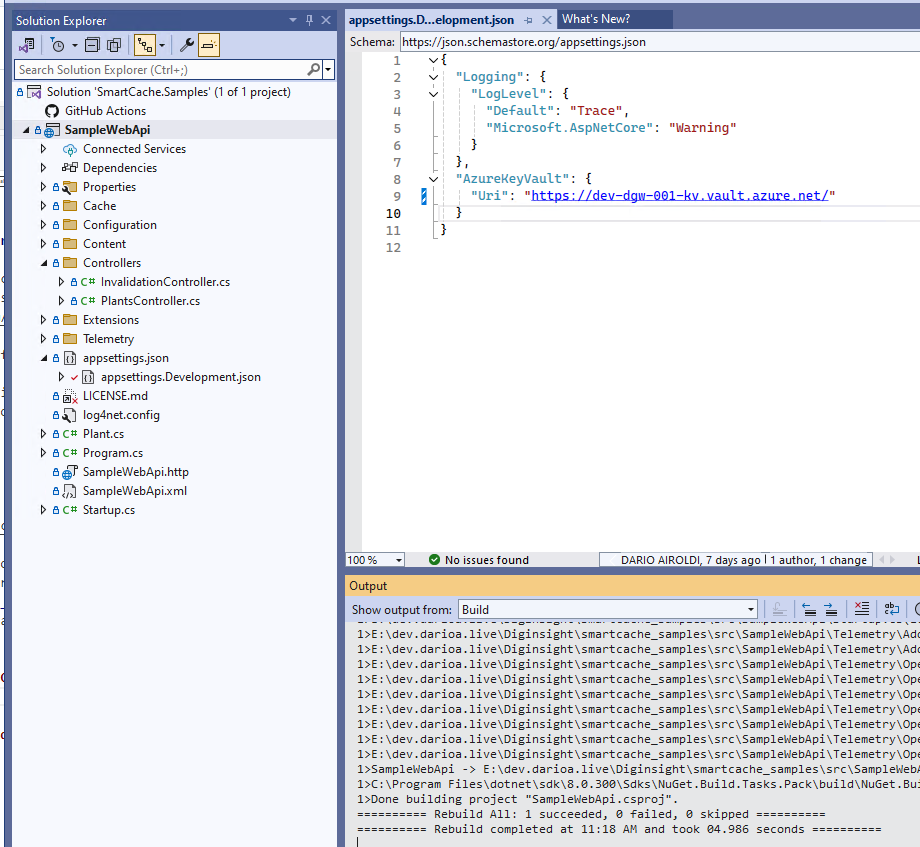 Solution Explorer
Search Solution Explorer (Ctrl+;)
Solution 'SmartCache.Samples' (1 of 1 project)
GitHub Actions
SampleWebApi
Connected Services
Dependencies
Properties
Cache
Configuration
Content
Controllers
C# InvalidationController.cs
C# PlantsController.cs
Extensions
Telemetry
appsettings.json
appsettings.Development.json
LICENSE.md
log4net.config
C# Plant.cs
C# Program.cs
SampleWebApi.http
SampleWebApi.xml
C# Startup.cs
appsettings.D...elopment.json
What's New?
Schema: https://json.schemastore.org/appsettings.json
1 {
2 "Logging": {
3 "LogLevel": {
4 "Default": "Trace",
5 "Microsoft.AspNetCore": "Warning"
6 }
7 },
8 "AzureKeyVault": {
9 "Uri": "https://dev-dgw-001-kv.vault.azure.net/"
10 }
11 }
12
100 % No issues found DARIO AIROLDI, 7 days ago | 1 author, 1 change
Output
Show output from: Build
1>E:\dev.darioa.live\Diginsight\smartcache_samples\src\SampleWebApi\Telemetry\Add
1>E:\dev.darioa.live\Diginsight\smartcache_samples\src\SampleWebApi\Telemetry\Add
1>E:\dev.darioa.live\Diginsight\smartcache_samples\src\SampleWebApi\Telemetry\Ope
1>E:\dev.darioa.live\Diginsight\smartcache_samples\src\SampleWebApi\Telemetry\Ope
1>E:\dev.darioa.live\Diginsight\smartcache_samples\src\SampleWebApi\Telemetry\Ope
1>E:\dev.darioa.live\Diginsight\smartcache_samples\src\SampleWebApi\Telemetry\Ope
1>E:\dev.darioa.live\Diginsight\smartcache_samples\src\SampleWebApi\Telemetry\Ope
1>E:\dev.darioa.live\Diginsight\smartcache_samples\src\SampleWebApi\Telemetry\Ope
1>E:\dev.darioa.live\Diginsight\smartcache_samples\src\SampleWebApi\Telemetry\Ope
1>SampleWebApi -> E:\dev.darioa.live\Diginsight\smartcache_samples\src\SampleWebA
1>C:\Program Files\dotnet\sdk\8.0.300\Sdks\NuGet.Build.Tasks.Pack\build\NuGet.Bui
1>Done building project "SampleWebApi.csproj".
========== Rebuild All: 1 succeeded, 0 failed, 0 skipped ==========
========== Rebuild completed at 11:18 AM and took 04.986 seconds ==========